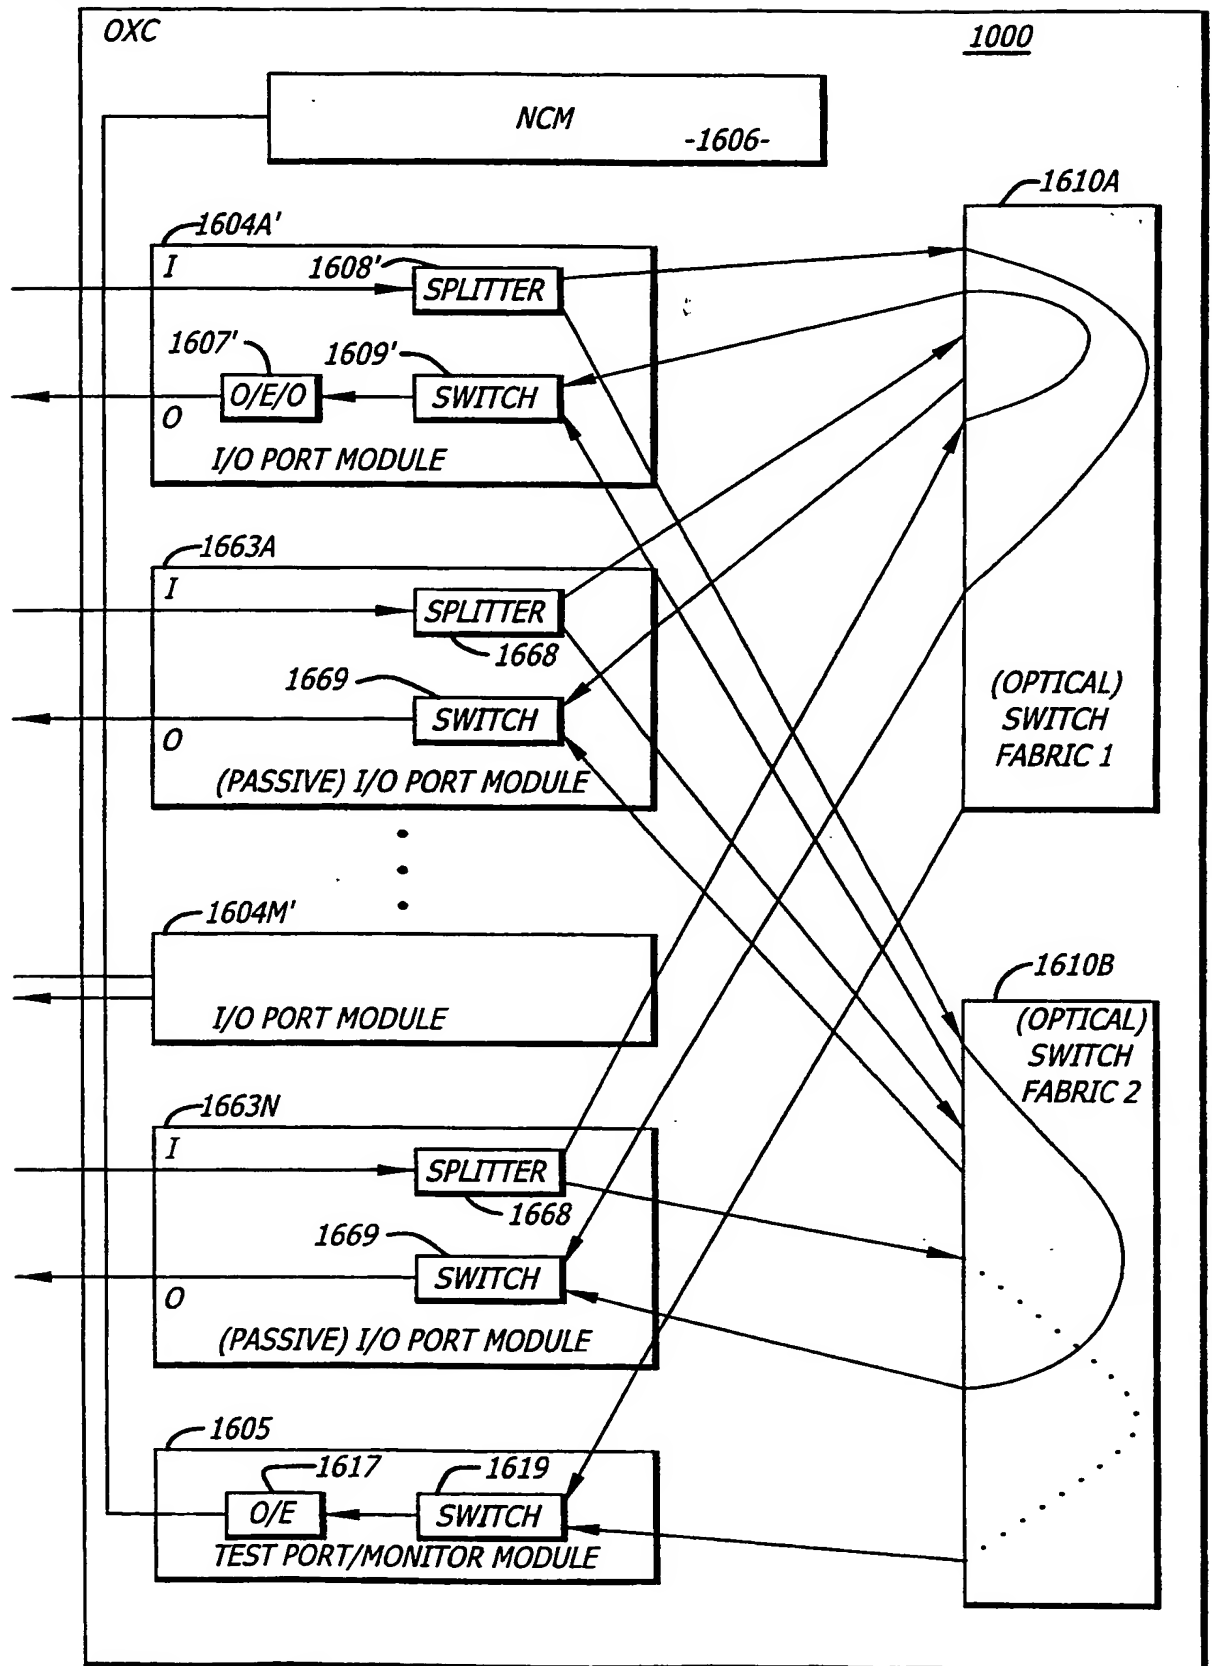 OXC
1000
NCM
-1606-
1610A
1604A'
I
1608'
SPLITTER
1607'
1609'
O/E/O
SWITCH
O
I/O PORT MODULE
1663A
I
SPLITTER
1668
1669
SWITCH
O
(PASSIVE) I/O PORT MODULE
(OPTICAL)
SWITCH
FABRIC 1
1604M'
I/O PORT MODULE
1610B
(OPTICAL)
SWITCH
FABRIC 2
1663N
I
SPLITTER
1668
1669
SWITCH
O
(PASSIVE) I/O PORT MODULE
1605
1617
1619
O/E
SWITCH
TEST PORT/MONITOR MODULE